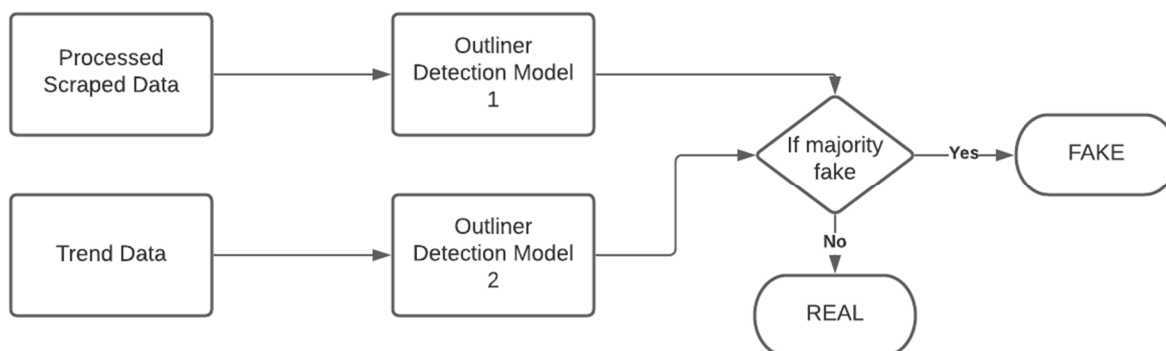 Processed
Scraped Data
Outliner
Detection Model
1
If majority
fake
Yes
FAKE
Trend Data
Outliner
Detection Model
2
No
REAL